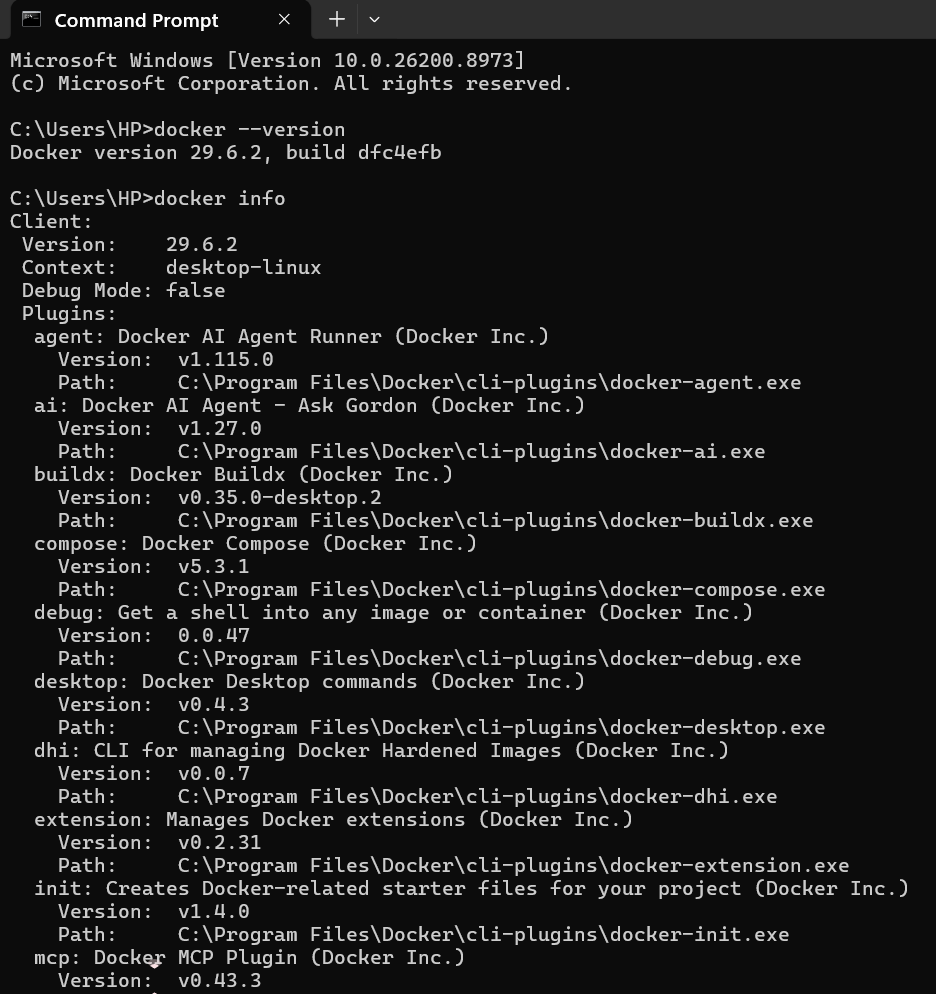 Command Prompt
Microsoft Windows [Version 10.0.26200.8973]
(c) Microsoft Corporation. All rights reserved.
C:\Users\HP>docker --version
Docker version 29.6.2, build dfc4efb
C:\Users\HP>docker info
Client:
 Version:    29.6.2
 Context:    desktop-linux
 Debug Mode: false
 Plugins:
  agent: Docker AI Agent Runner (Docker Inc.)
    Version:  v1.115.0
    Path:     C:\Program Files\Docker\cli-plugins\docker-agent.exe
  ai: Docker AI Agent - Ask Gordon (Docker Inc.)
    Version:  v1.27.0
    Path:     C:\Program Files\Docker\cli-plugins\docker-ai.exe
  buildx: Docker Buildx (Docker Inc.)
    Version:  v0.35.0-desktop.2
    Path:     C:\Program Files\Docker\cli-plugins\docker-buildx.exe
  compose: Docker Compose (Docker Inc.)
    Version:  v5.3.1
    Path:     C:\Program Files\Docker\cli-plugins\docker-compose.exe
  debug: Get a shell into any image or container (Docker Inc.)
    Version:  0.0.47
    Path:     C:\Program Files\Docker\cli-plugins\docker-debug.exe
  desktop: Docker Desktop commands (Docker Inc.)
    Version:  v0.4.3
    Path:     C:\Program Files\Docker\cli-plugins\docker-desktop.exe
  dhi: CLI for managing Docker Hardened Images (Docker Inc.)
    Version:  v0.0.7
    Path:     C:\Program Files\Docker\cli-plugins\docker-dhi.exe
  extension: Manages Docker extensions (Docker Inc.)
    Version:  v0.2.31
    Path:     C:\Program Files\Docker\cli-plugins\docker-extension.exe
  init: Creates Docker-related starter files for your project (Docker Inc.)
    Version:  v1.4.0
    Path:     C:\Program Files\Docker\cli-plugins\docker-init.exe
  mcp: Docker MCP Plugin (Docker Inc.)
    Version:  v0.43.3